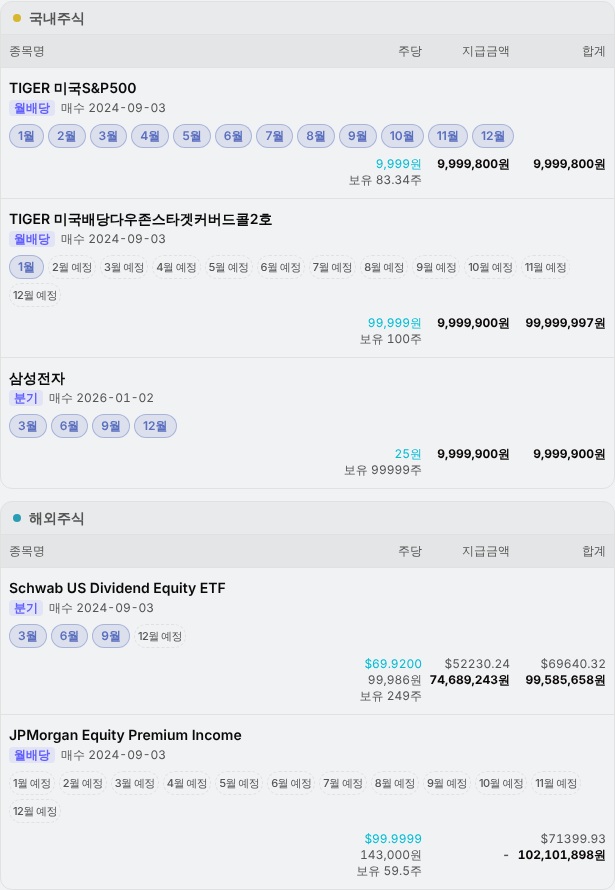 국내주식
종목명 주당 지급금액 합계
TIGER 미국S&P500
월배당 매수 2024-09-03
1월 2월 3월 4월 5월 6월 7월 8월 9월 10월 11월 12월
9,999원 9,999,800원 9,999,800원
보유 83.34주
TIGER 미국배당다우존스타겟커버드콜2호
월배당 매수 2024-09-03
1월 2월 예정 3월 예정 4월 예정 5월 예정 6월 예정 7월 예정 8월 예정 9월 예정 10월 예정 11월 예정
12월 예정
99,999원 9,999,900원 99,999,997원
보유 100주
삼성전자
분기 매수 2026-01-02
3월 6월 9월 12월
25원 9,999,900원 9,999,900원
보유 99999주
해외주식
종목명 주당 지급금액 합계
Schwab US Dividend Equity ETF
분기 매수 2024-09-03
3월 6월 9월 12월 예정
$69.9200 $52230.24 $69640.32
99,986원 74,689,243원 99,585,658원
보유 249주
JPMorgan Equity Premium Income
월배당 매수 2024-09-03
1월 예정 2월 예정 3월 예정 4월 예정 5월 예정 6월 예정 7월 예정 8월 예정 9월 예정 10월 예정 11월 예정
12월 예정
$99.9999 $71399.93
143,000원 - 102,101,898원
보유 59.5주